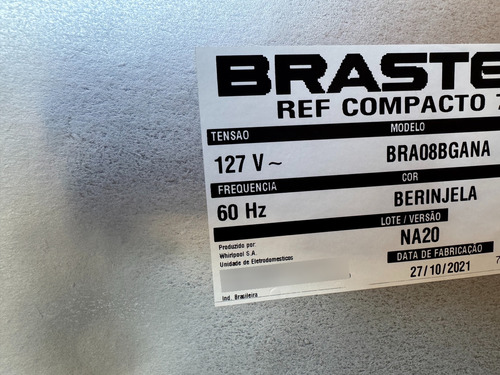 BRASTE
REF COMPACTO 7
TENSAO MODELO
127 V~ BRA08BGANA
FREQUENCIA COR
60 Hz BERINJELA
LOTE / VERSÃO
Produzido por: NA20
Whirlpool S.A.
Unidade de Eletrodomesticos DATA DE FABRICAÇÃO
27/10/2021
Ind. Brasileira